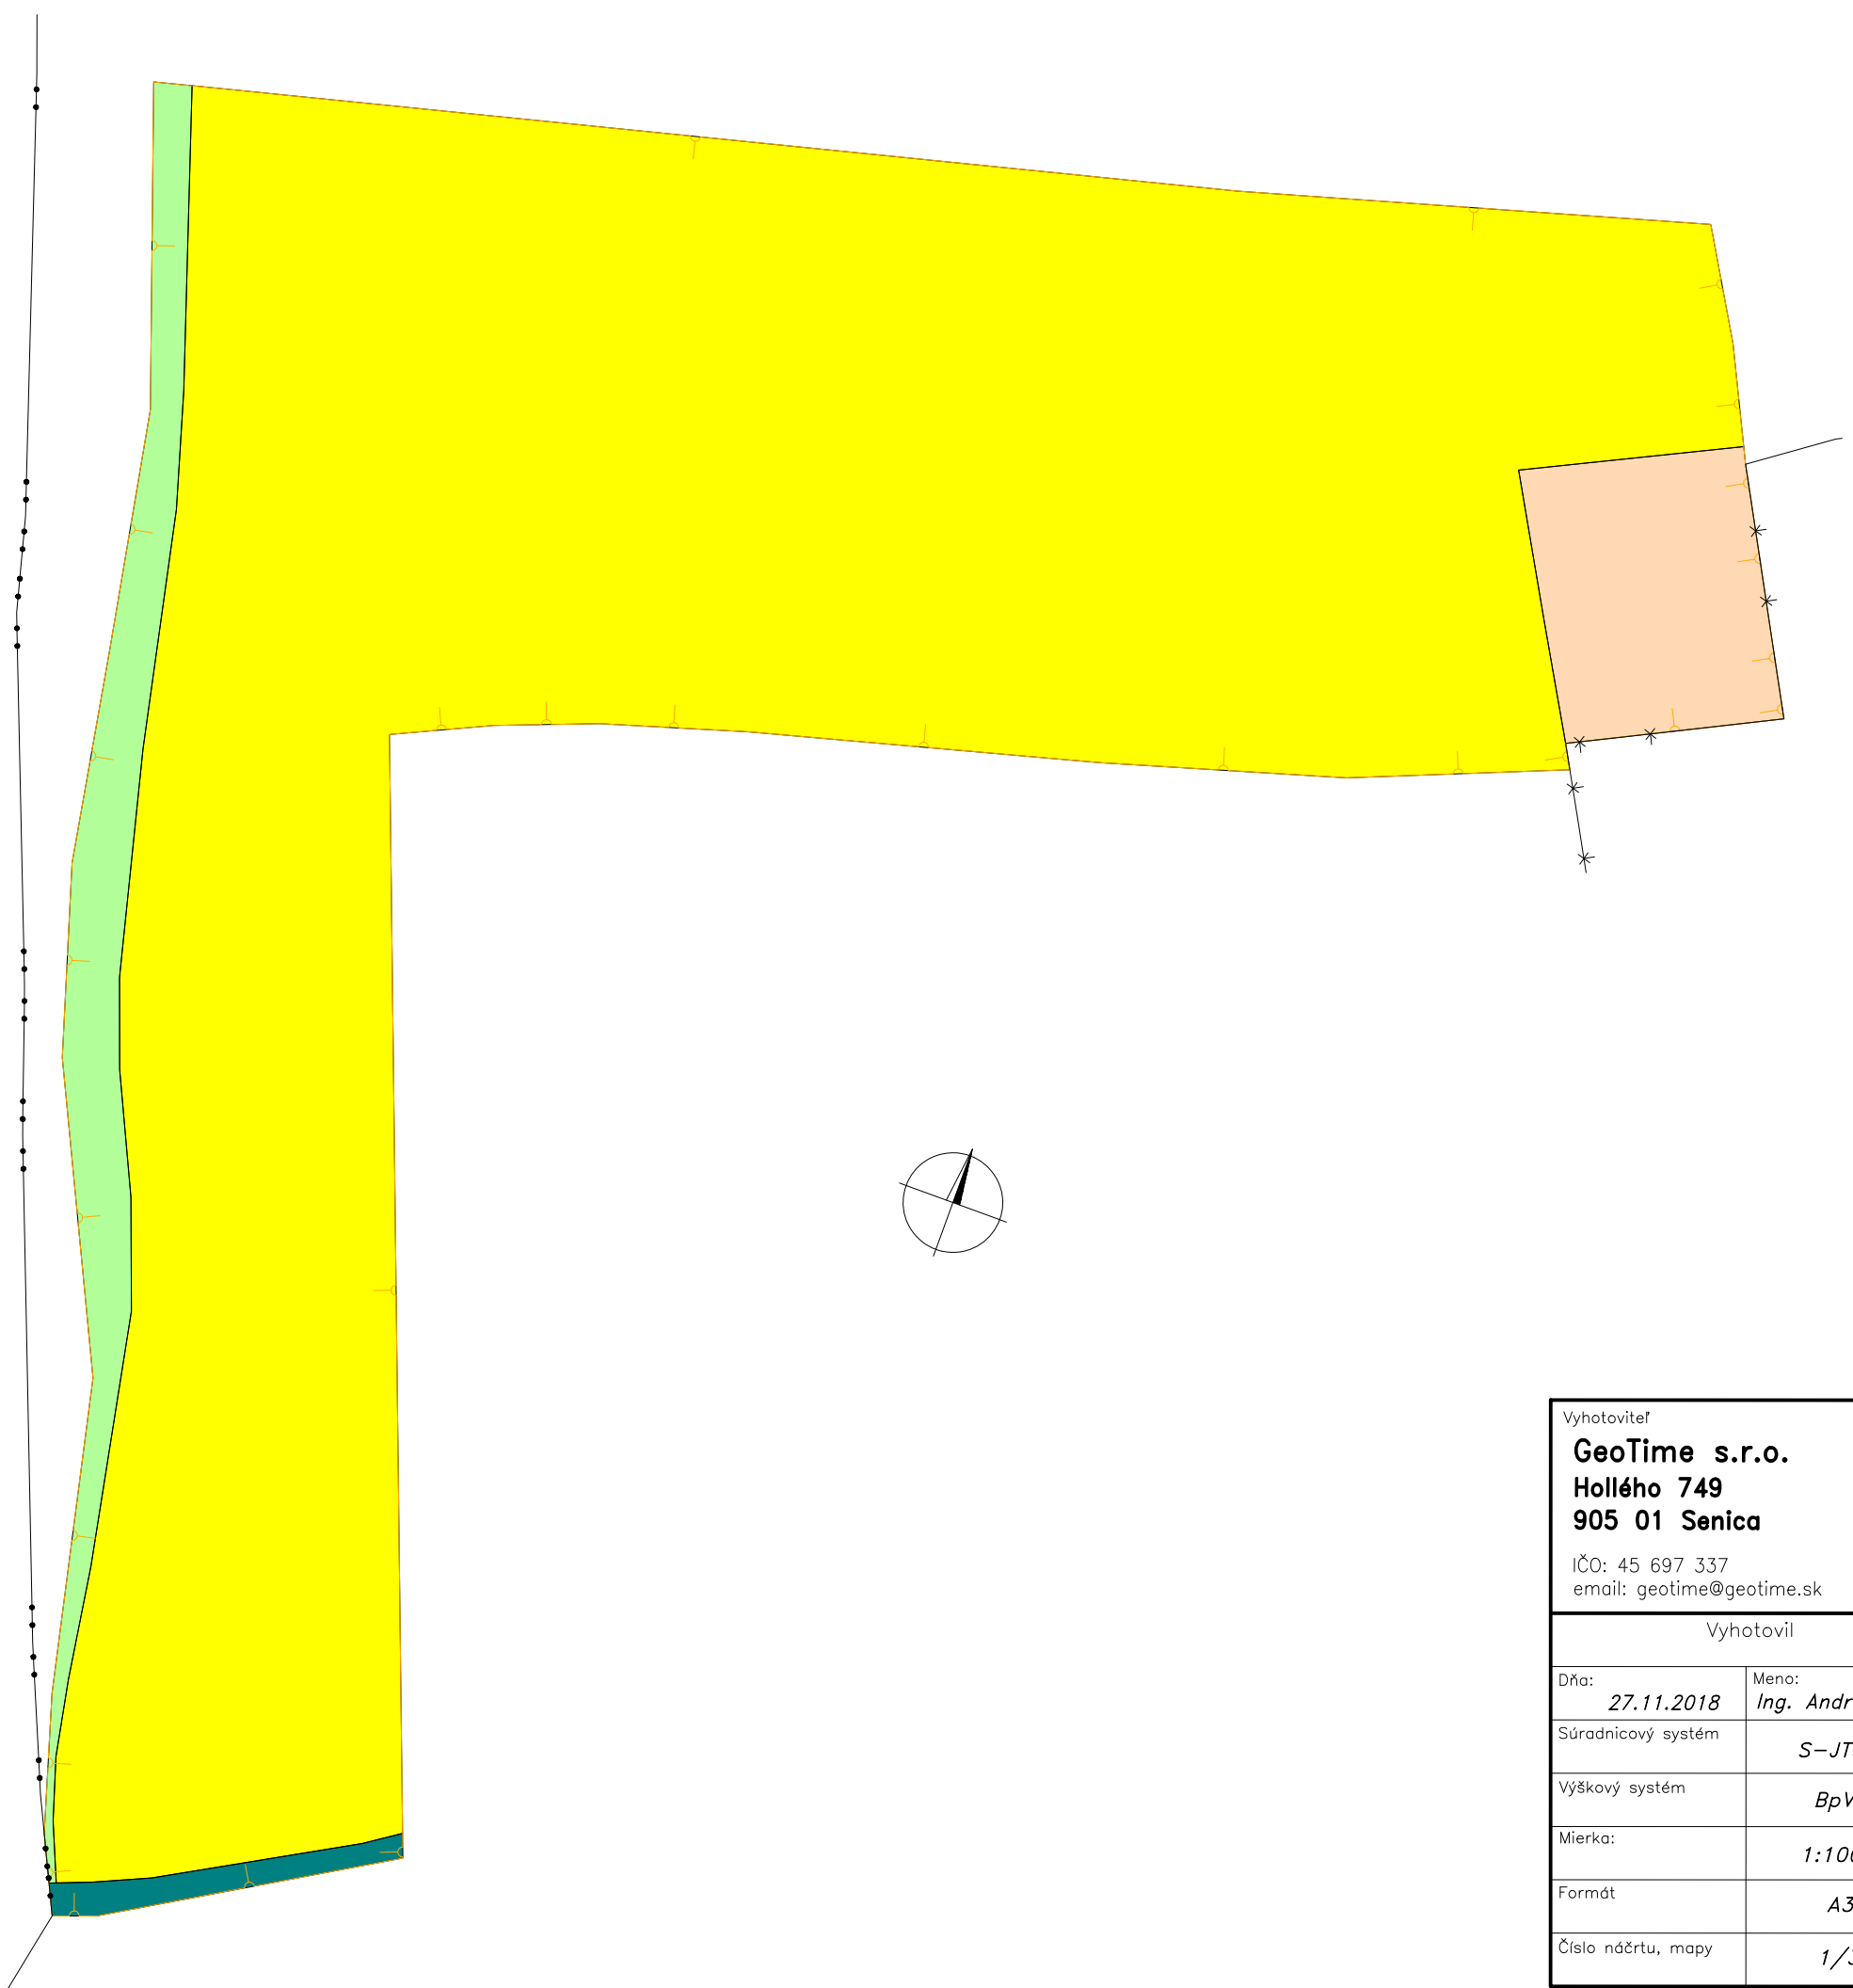 Vyhotoviteľ
GeoTime s.r.o.
Hollého 749
905 01 Senica
IČO: 45 697 337
email: geotime@geotime.sk
Vyhotovil
Dňa:
27.11.2018
Meno:
Ing.
Súradnicový systém
Výškový systém
Mierka:
Formát
A3
Číslo náčrtu, mapy